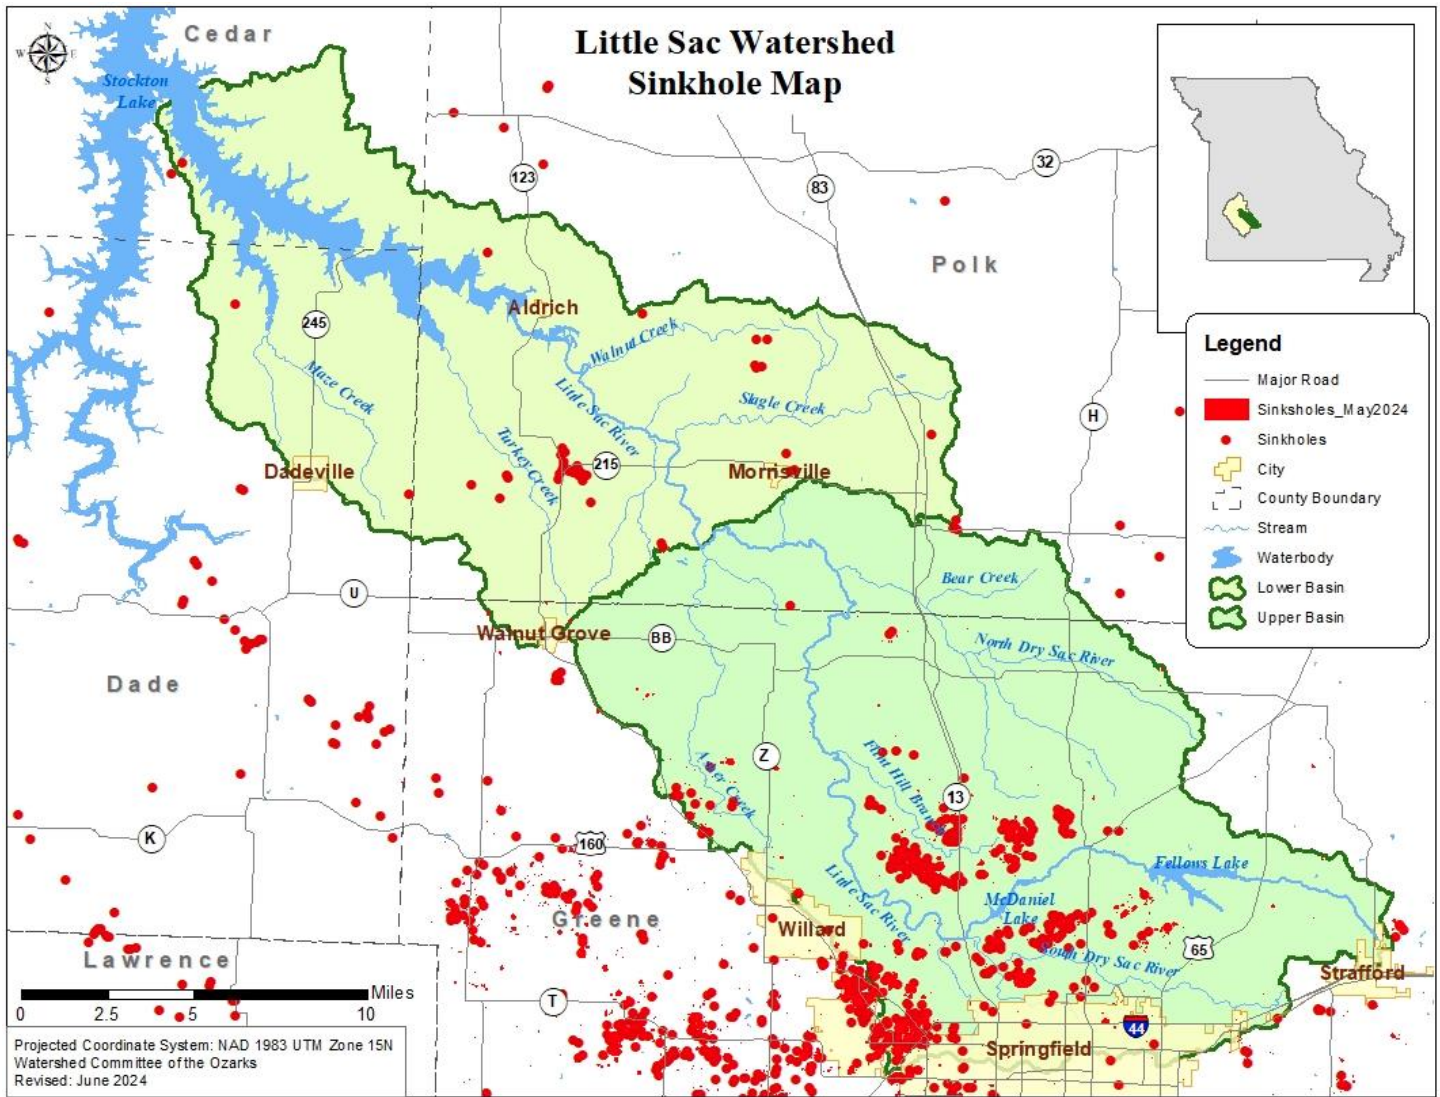 Little Sac Watershed
Sinkhole Map
N
W
E
S
Cedar
Stockton
Lake
123
83
32
Polk
Aldrich
245
Walnut Creek
Maze Creek
Little Sac River
Slagle Creek
H
Turkey Creek
215
Dadeville
Morrisville
Legend
Major Road
Sinksholes_May2024
Sinkholes
City
County Boundary
Stream
Waterbody
Lower Basin
Upper Basin
U
Bear Creek
Walnut Grove
BB
North Dry Sac River
Dade
Z
Creek
Flint Hill Branch
13
K
160
Fellows Lake
Little Sac River
McDaniel
Lake
Greene
Willard
65
South Dry Sac River
Lawrence
Strafford
T
44
Springfield
Miles
0
2.5
5
10
Projected Coordinate System: NAD 1983 UTM Zone 15N
Watershed Committee of the Ozarks
Revised: June 2024